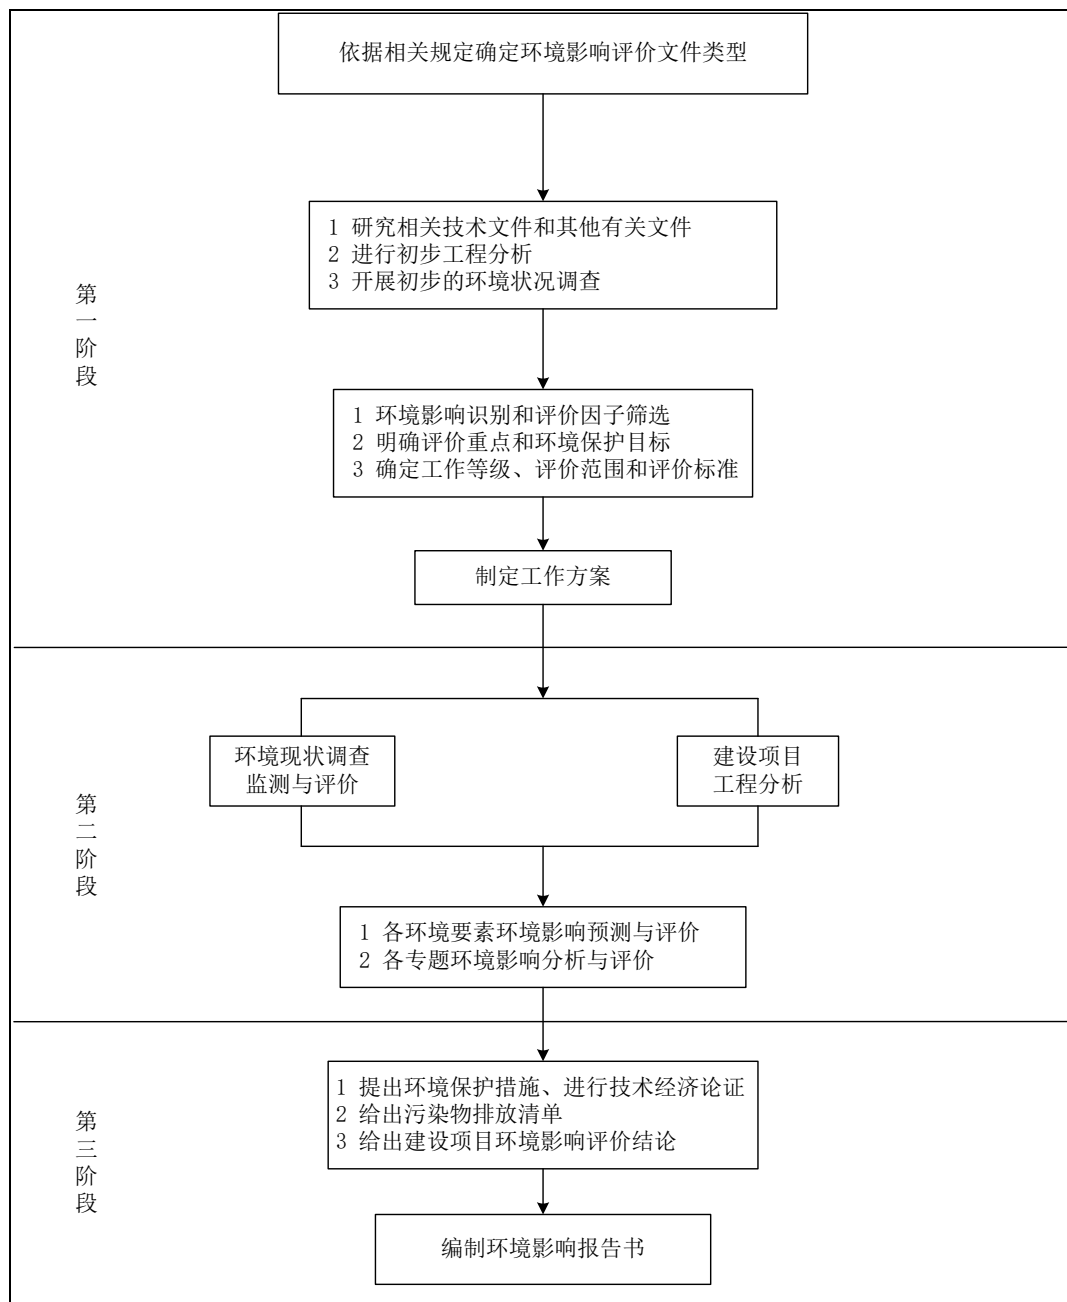 依据相关规定确定环境影响评价文件类型
1 研究相关技术文件和其他有关文件
2 进行初步工程分析
3 开展初步的环境状况调查
第一阶段
1 环境影响识别和评价因子筛选
2 明确评价重点和环境保护目标
3 确定工作等级、评价范围和评价标准
制定工作方案
环境现状调查
监测与评价
建设项目
工程分析
第二阶段
1 各环境要素环境影响预测与评价
2 各专题环境影响分析与评价
1 提出环境保护措施、进行技术经济论证
2 给出污染物排放清单
3 给出建设项目环境影响评价结论
第三阶段
编制环境影响报告书